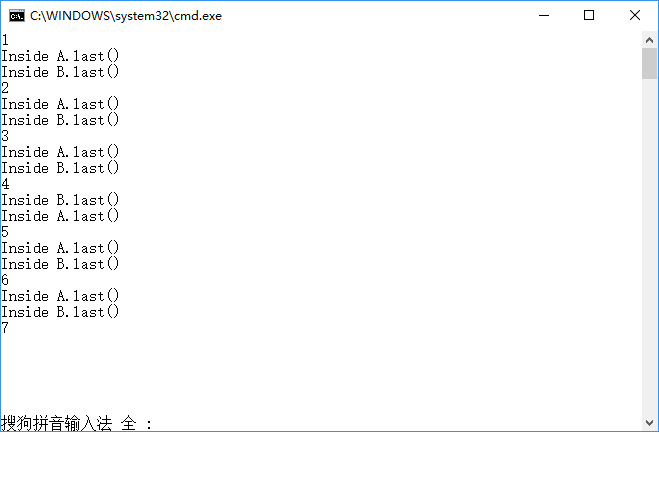 C:\WINDOWS\system32\cmd.exe
1
Inside A.last()
Inside B.last()
2
Inside A.last()
Inside B.last()
3
Inside A.last()
Inside B.last()
4
Inside B.last()
Inside A.last()
5
Inside A.last()
Inside B.last()
6
Inside A.last()
Inside B.last()
7
搜狗拼音输入法 全 :